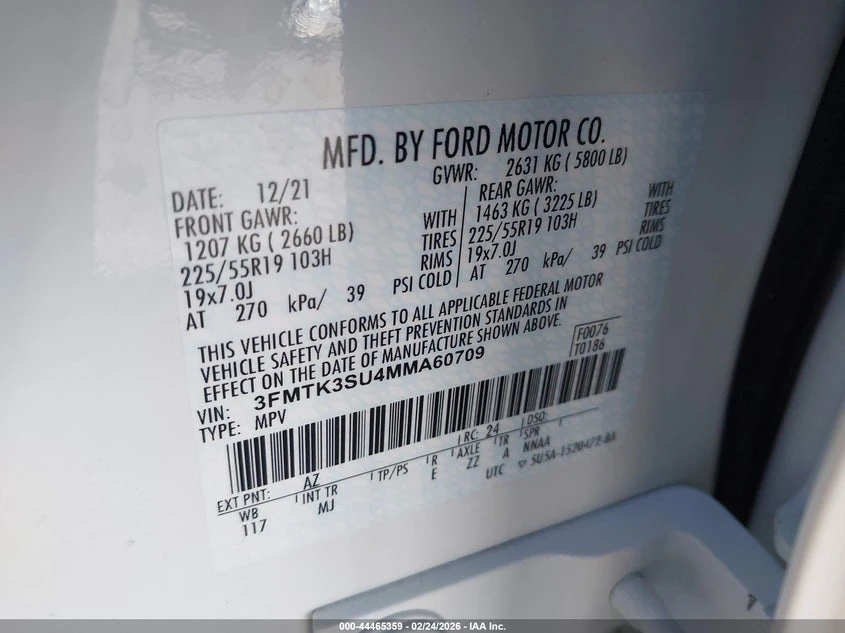 MFD. BY FORD MOTOR CO.
DATE: 12/21 GVWR: 2631 KG ( 5800 LB)
FRONT GAWR: REAR GAWR:
1207 KG ( 2660 LB) WITH 1463 KG ( 3225 LB) WITH
225/55R19 103H TIRES 225/55R19 103H TIRES
19x7.0J RIMS 19x7.0J RIMS
AT 270 kPa/ 39 PSI COLD AT 270 kPa/ 39 PSI COLD
THIS VEHICLE CONFORMS TO ALL APPLICABLE FEDERAL MOTOR
VEHICLE SAFETY AND THEFT PREVENTION STANDARDS IN
EFFECT ON THE DATE OF MANUFACTURE SHOWN ABOVE.
F0076
VIN: 3FMTK3SU4MMA60709 T0186
TYPE: MPV
RC: 24 DSO:
EXT PNT: AZ TP/PS R AXLE TR SPR
WB INT TR E ZZ A NNAA
117 MJ UTC ▽ 5U5A-1520472-BA
000-44465359 | 02/24/2026 - IAA Inc.